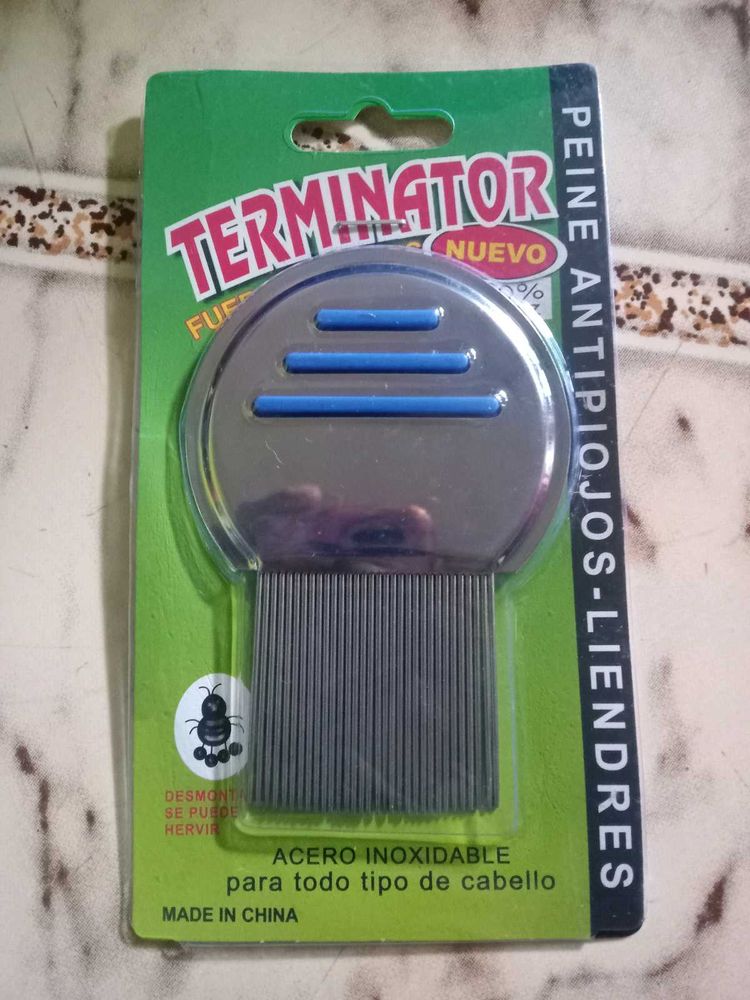 TERMINATOR
NUEVO
PEINE ANTIPIOJOS-LIENDRES
SE PUEDE
HERVIR
ACERO INOXIDABLE
para todo tipo de cabello
MADE IN CHINA